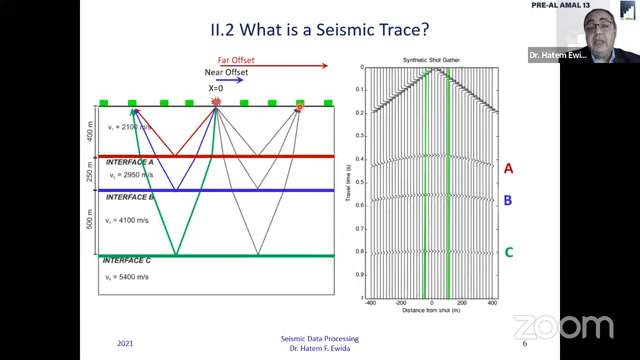 II.2 What is a Seismic Trace?
PRE-AL AMAL 13
Dr. Hatem Ewi...
Far Offset
Near Offset
X=0
400 m
v₁ = 2100 m/s
INTERFACE A
250 m
v₂ = 2950 m/s
INTERFACE B
500 m
v₃ = 4100 m/s
INTERFACE C
v₄ = 5400 m/s
Synthetic Shot Gather
Travel time (s)
0
0.1
0.2
0.3
0.4
0.5
0.6
0.7
0.8
0.9
1
-400
-200
0
200
400
Distance from shot (m)
A
B
C
2021
Seismic Data Processing
Dr. Hatem F. Ewida
6
zoom